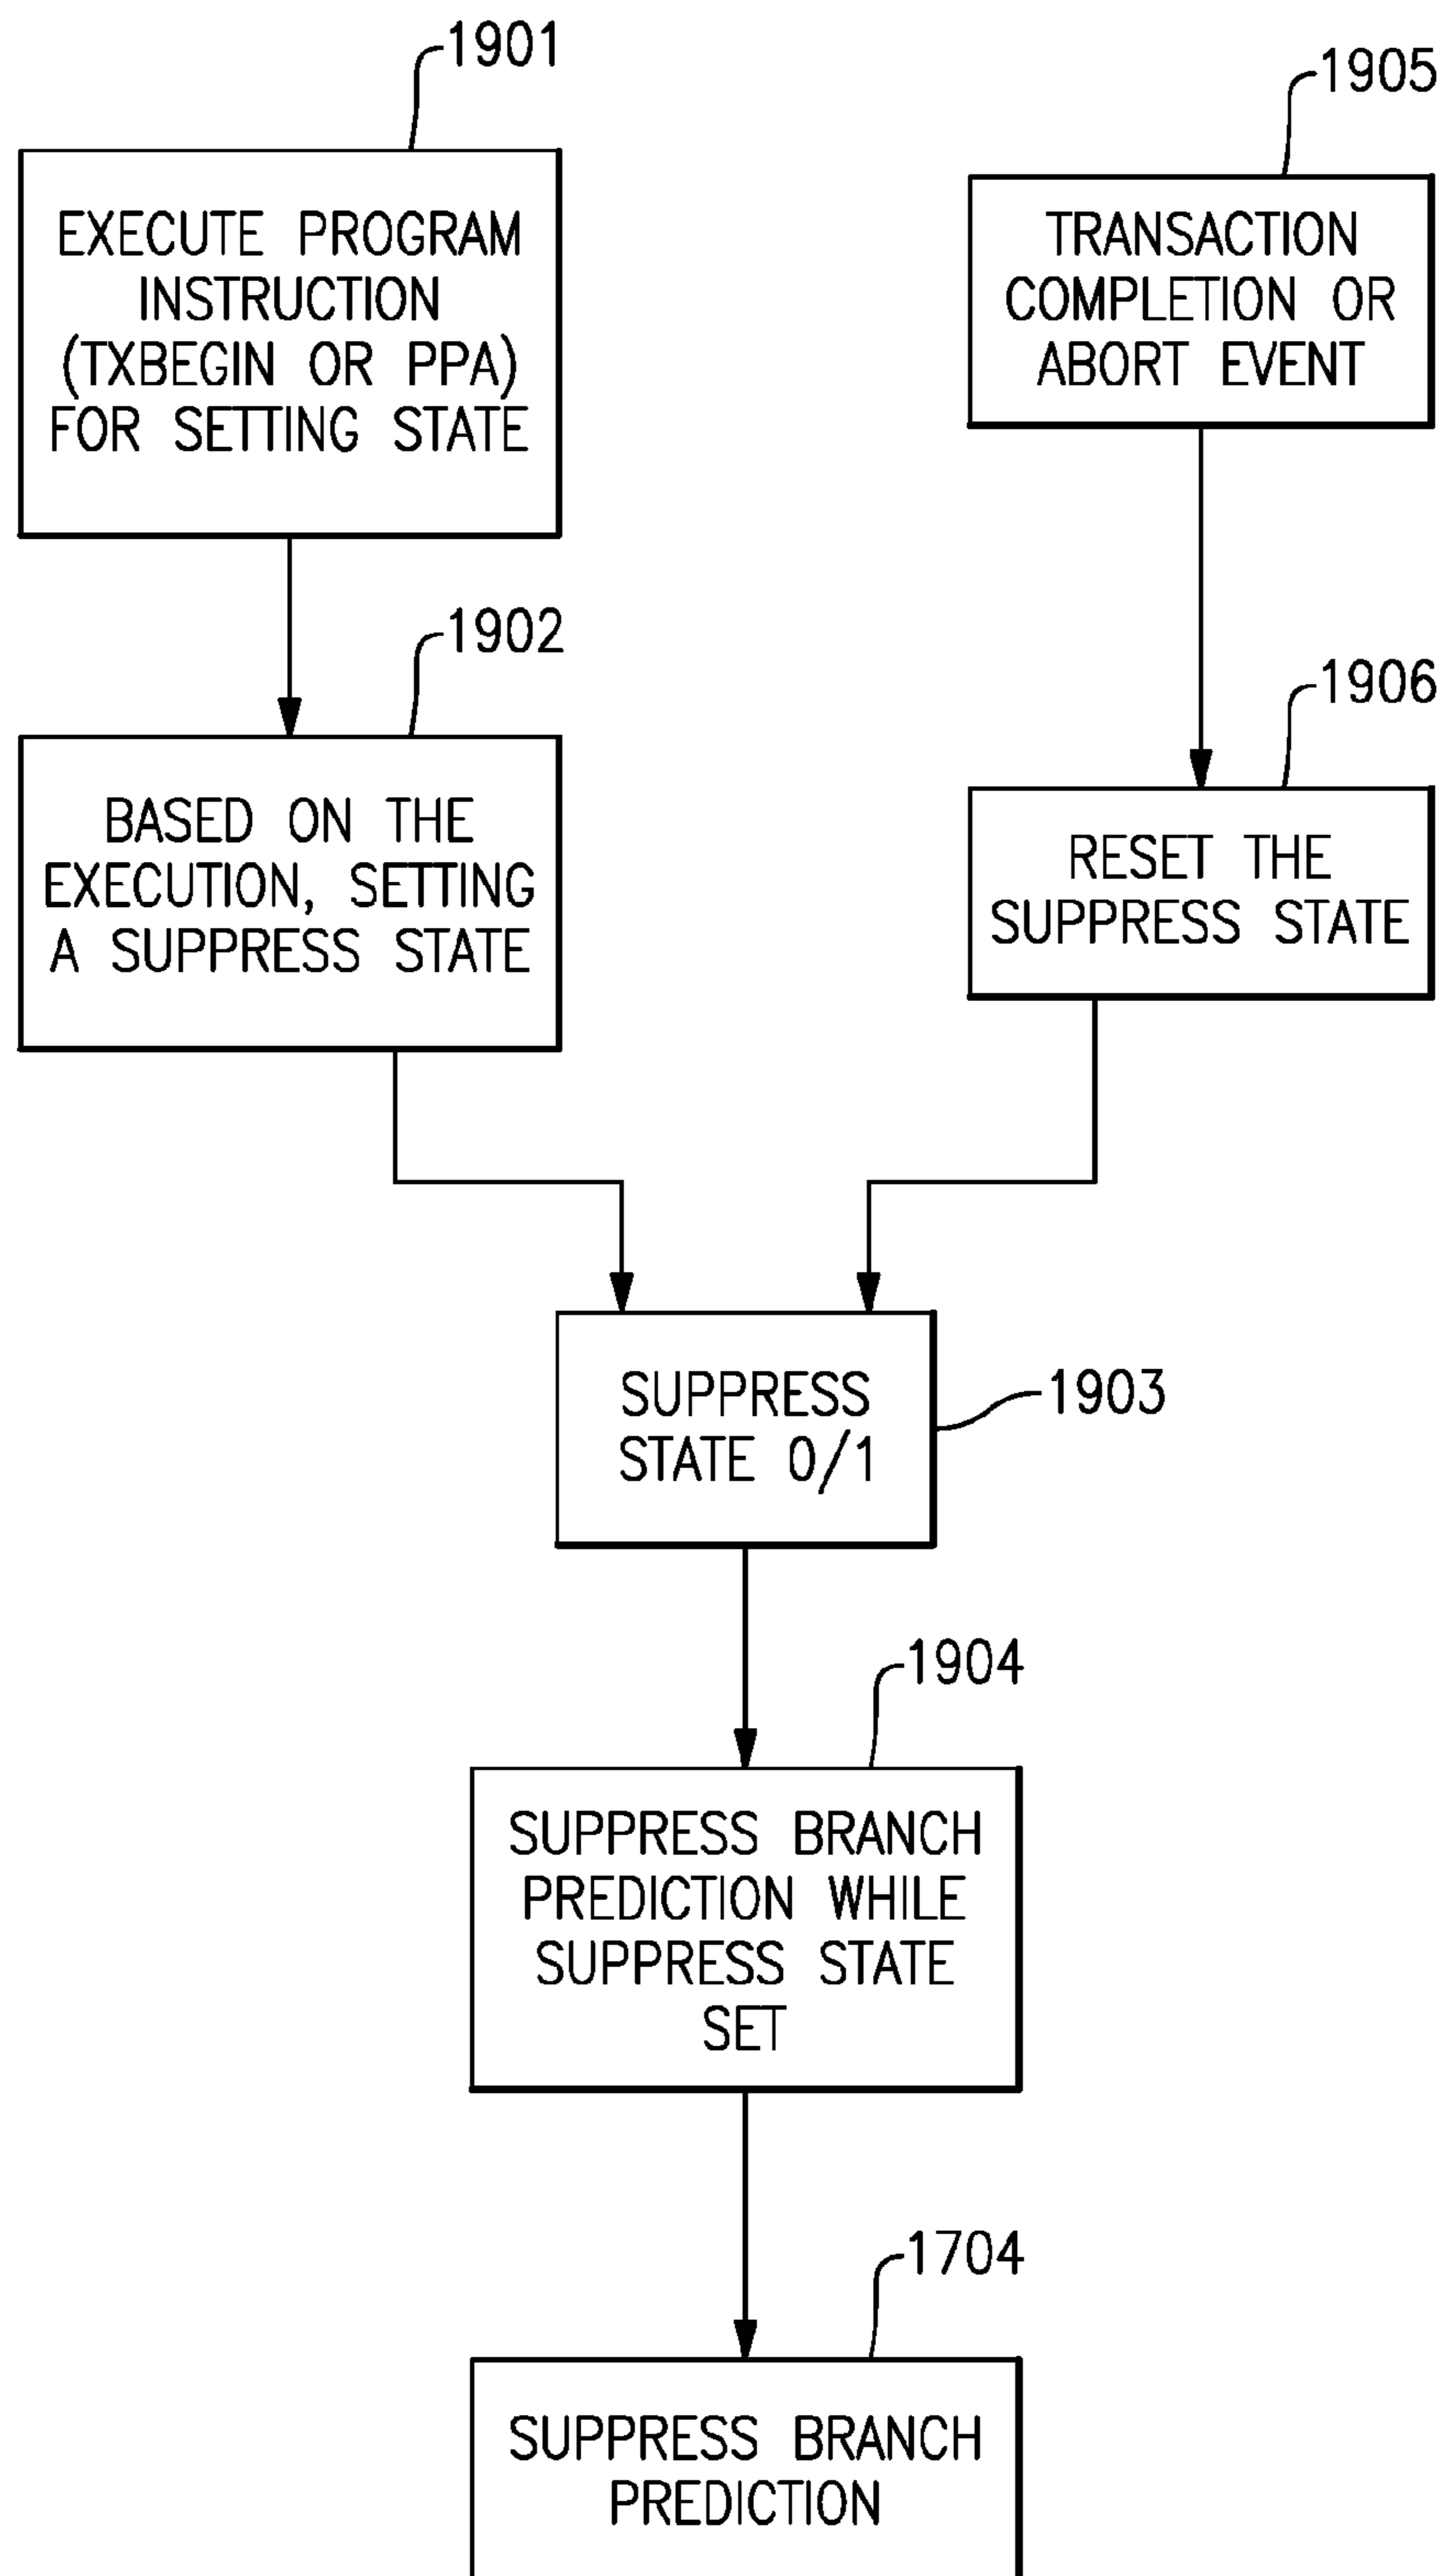 1901
EXECUTE PROGRAM
INSTRUCTION
(TXBEGIN OR PPA)
FOR SETTING STATE
1902
BASED ON THE
EXECUTION, SETTING
A SUPPRESS STATE
1905
TRANSACTION
COMPLETION OR
ABORT EVENT
1906
RESET THE
SUPPRESS STATE
1903
SUPPRESS
STATE 0/1
1904
SUPPRESS BRANCH
PREDICTION WHILE
SUPPRESS STATE
SET
1704
SUPPRESS BRANCH
PREDICTION